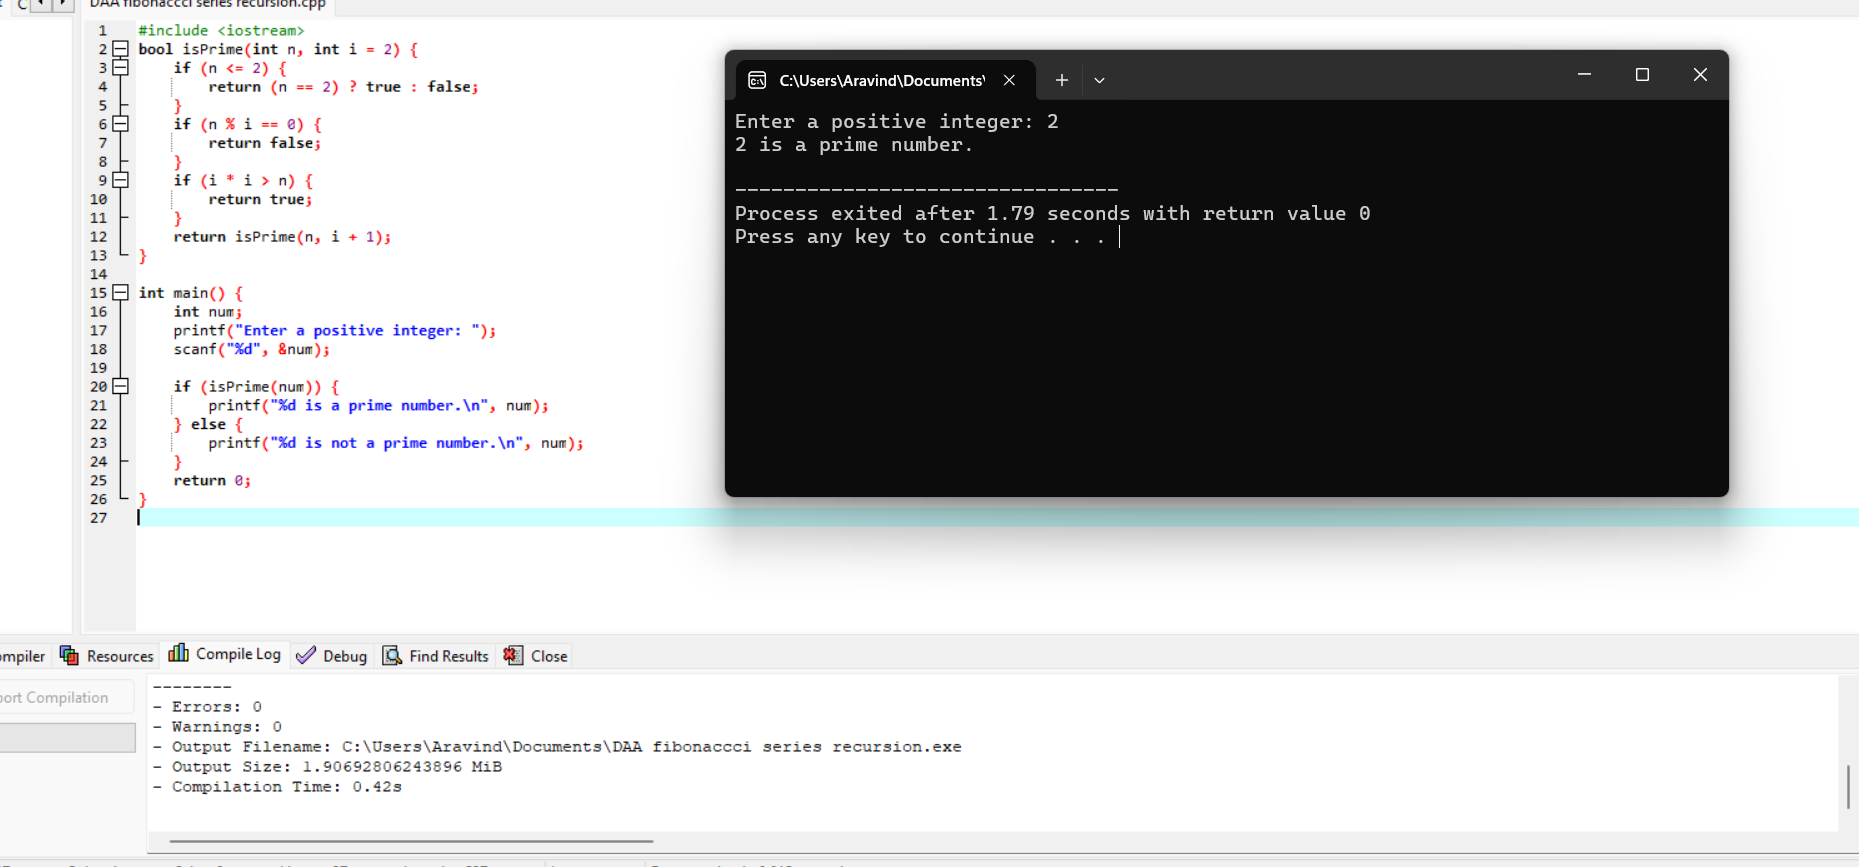 DAA fibonaccci series recursion.cpp
1 #include <iostream>
2 bool isPrime(int n, int i = 2) {
3 if (n <= 2) {
4 return (n == 2) ? true : false;
5 }
6 if (n % i == 0) {
7 return false;
8 }
9 if (i * i > n) {
10 return true;
11 }
12 return isPrime(n, i + 1);
13 }
14
15 int main() {
16 int num;
17 printf("Enter a positive integer: ");
18 scanf("%d", &num);
19
20 if (isPrime(num)) {
21 printf("%d is a prime number.\n", num);
22 } else {
23 printf("%d is not a prime number.\n", num);
24 }
25 return 0;
26 }
27
C:\Users\Aravind\Documents\
Enter a positive integer: 2
2 is a prime number.
--------------------------------
Process exited after 1.79 seconds with return value 0
Press any key to continue . . .
mpiler Resources Compile Log Debug Find Results Close
ort Compilation
--------
- Errors: 0
- Warnings: 0
- Output Filename: C:\Users\Aravind\Documents\DAA fibonaccci series recursion.exe
- Output Size: 1.90692806243896 MiB
- Compilation Time: 0.42s